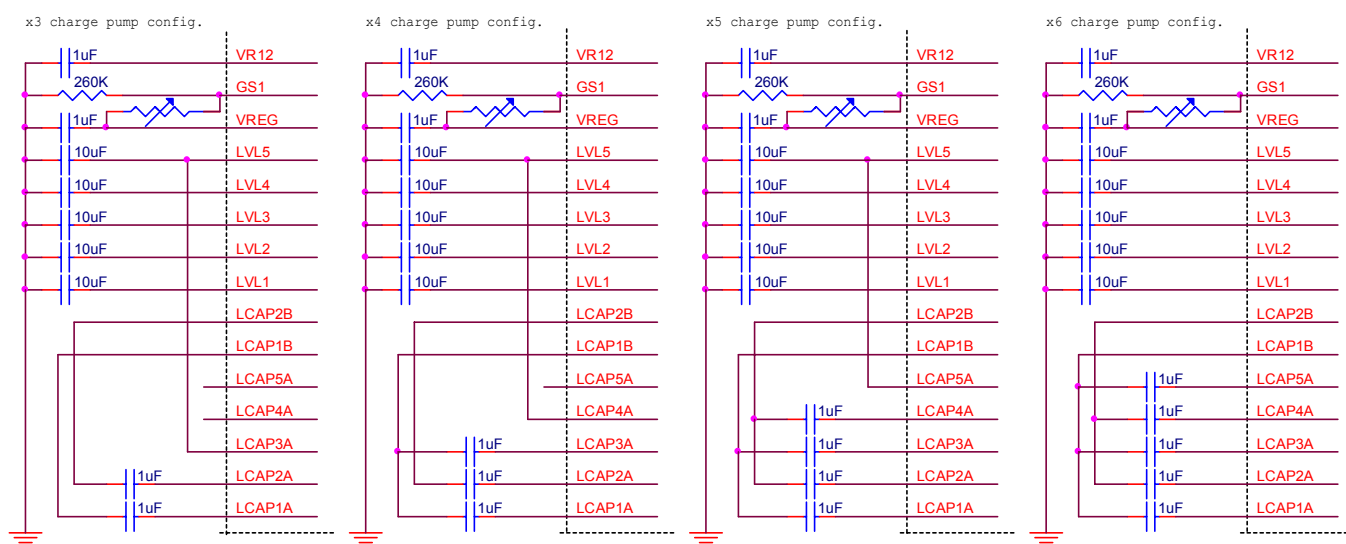 x3 charge pump config.
1uF VR12
260K GS1
1uF VREG
10uF LVL5
10uF LVL4
10uF LVL3
10uF LVL2
10uF LVL1
LCAP2B
LCAP1B
LCAP5A
LCAP4A
LCAP3A
1uF LCAP2A
1uF LCAP1A
x4 charge pump config.
1uF VR12
260K GS1
1uF VREG
10uF LVL5
10uF LVL4
10uF LVL3
10uF LVL2
10uF LVL1
LCAP2B
LCAP1B
LCAP5A
LCAP4A
1uF LCAP3A
1uF LCAP2A
1uF LCAP1A
x5 charge pump config.
1uF VR12
260K GS1
1uF VREG
10uF LVL5
10uF LVL4
10uF LVL3
10uF LVL2
10uF LVL1
LCAP2B
LCAP1B
LCAP5A
1uF LCAP4A
1uF LCAP3A
1uF LCAP2A
1uF LCAP1A
x6 charge pump config.
1uF VR12
260K GS1
1uF VREG
10uF LVL5
10uF LVL4
10uF LVL3
10uF LVL2
10uF LVL1
LCAP2B
LCAP1B
1uF LCAP5A
1uF LCAP4A
1uF LCAP3A
1uF LCAP2A
1uF LCAP1A